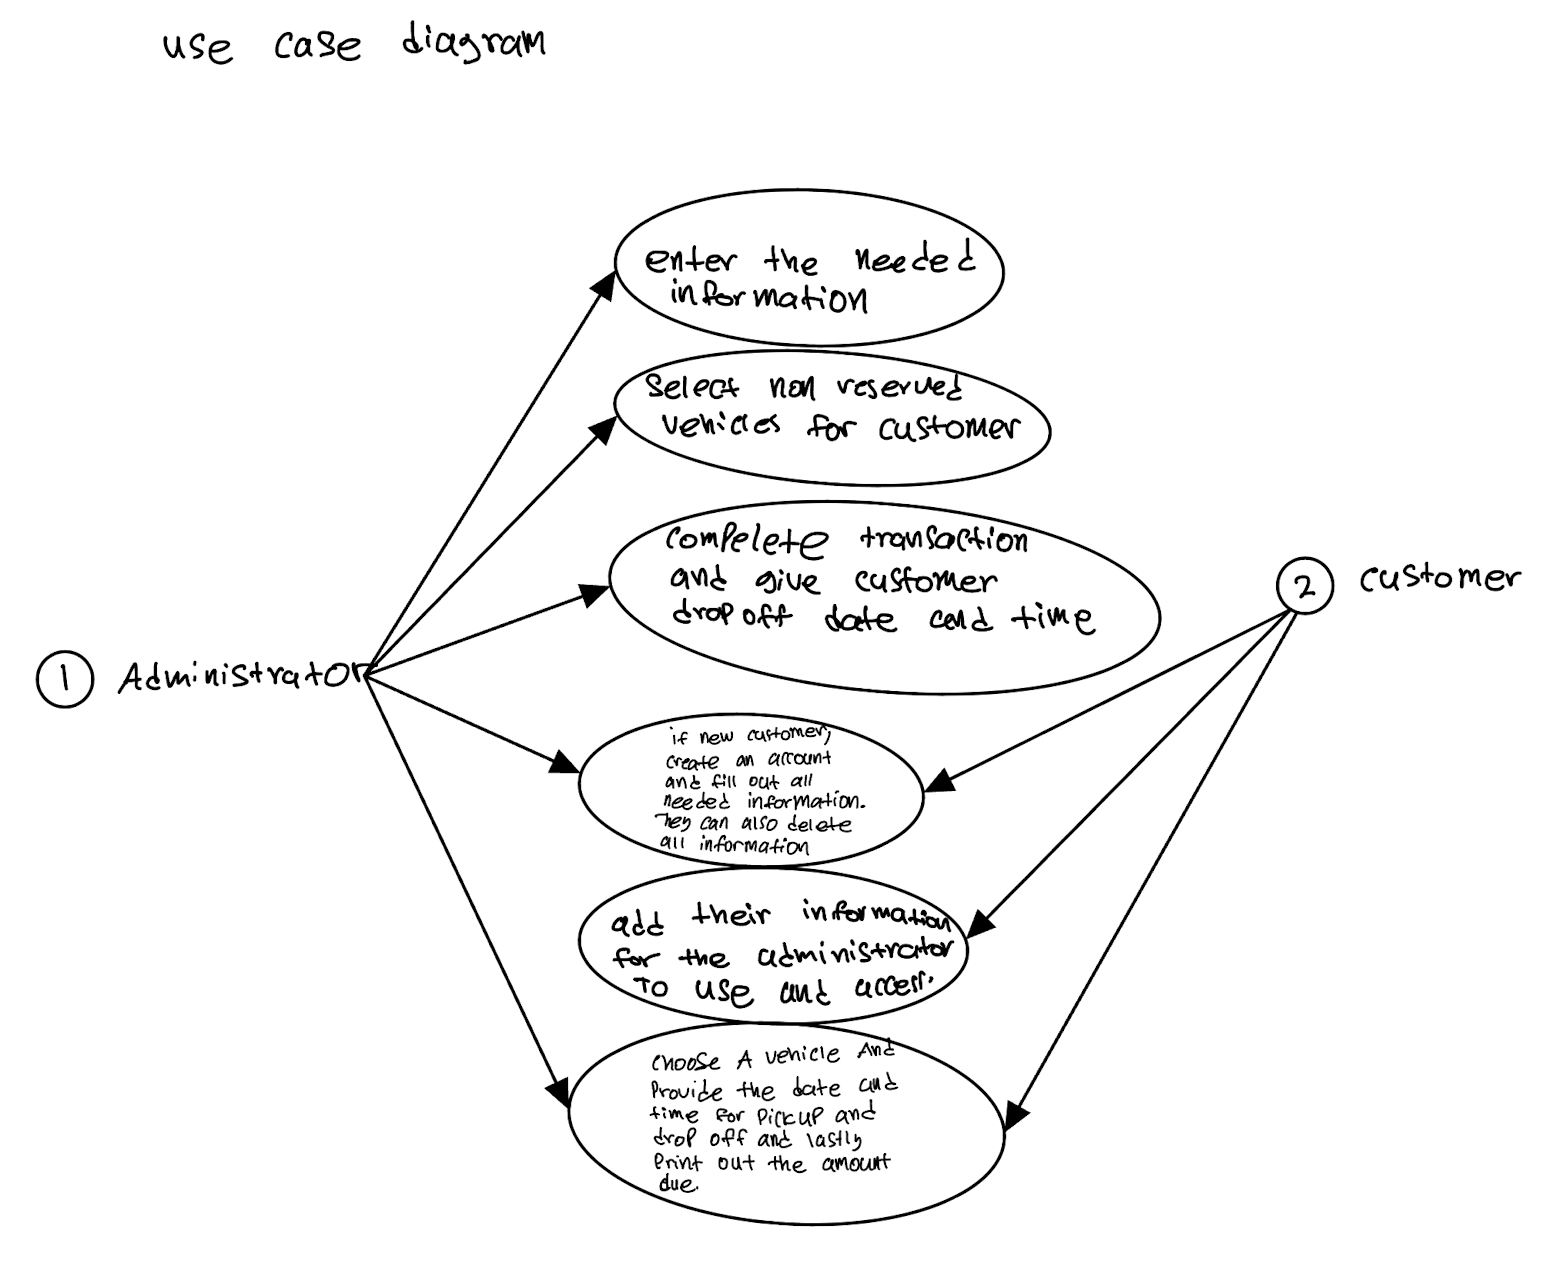 use case diagram
enter the needed
information
Select non reserved
vehicles for customer
compelete transaction
and give customer
drop off date and time
2 customer
1 Administrator
if new customer,
create an account
and fill out all
needed information.
They can also delete
all information
add their information
for the administrator
To use and access.
choose A vehicle And
Provide the date and
time for pickup and
drop off and lastly
Print out the amount
due.